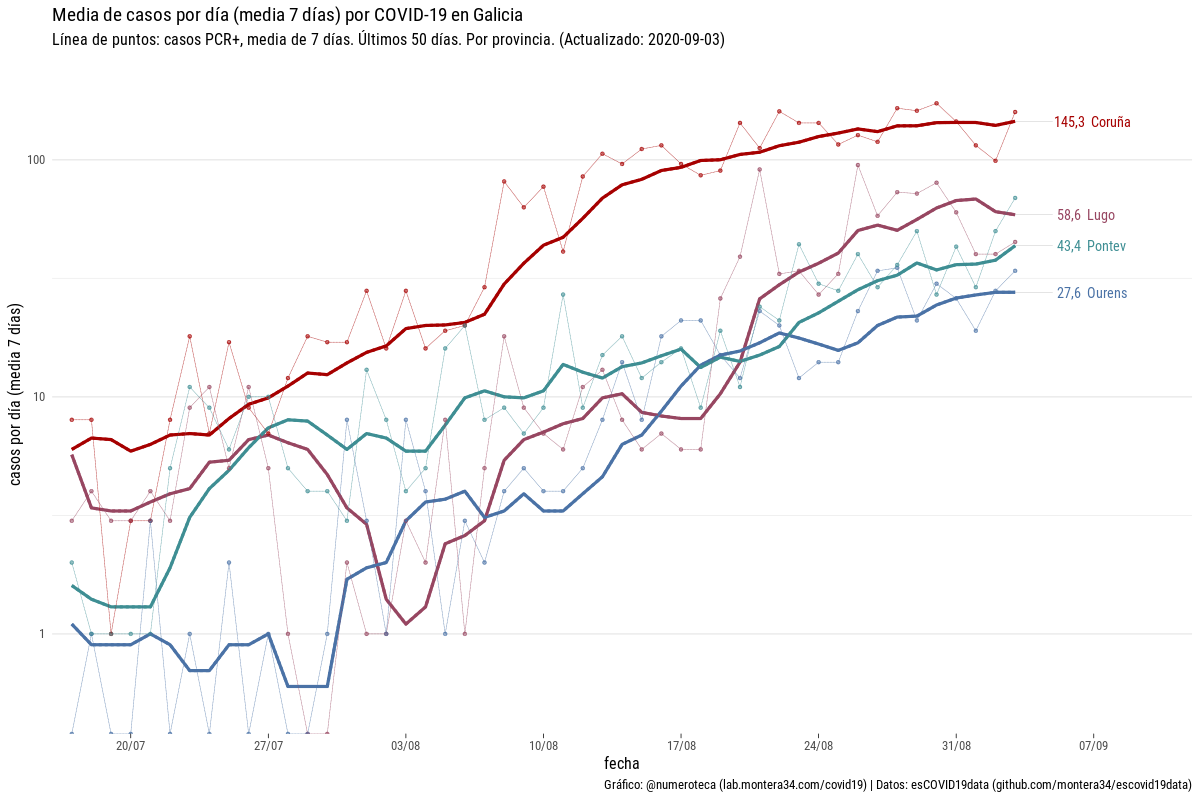 Media de casos por día (media 7 días) por COVID-19 en Galicia
Línea de puntos: casos PCR+, media de 7 días. Últimos 50 días. Por provincia. (Actualizado: 2020-09-03)
casos por día (media 7 días)
100
10
1
145,3 Coruña
58,6 Lugo
43,4 Pontev
27,6 Ourens
20/07
27/07
03/08
10/08
17/08
24/08
31/08
07/09
fecha
Gráfico: @numeroteca (lab.montera34.com/covid19) | Datos: esCOVID19data (github.com/montera34/escovid19data)